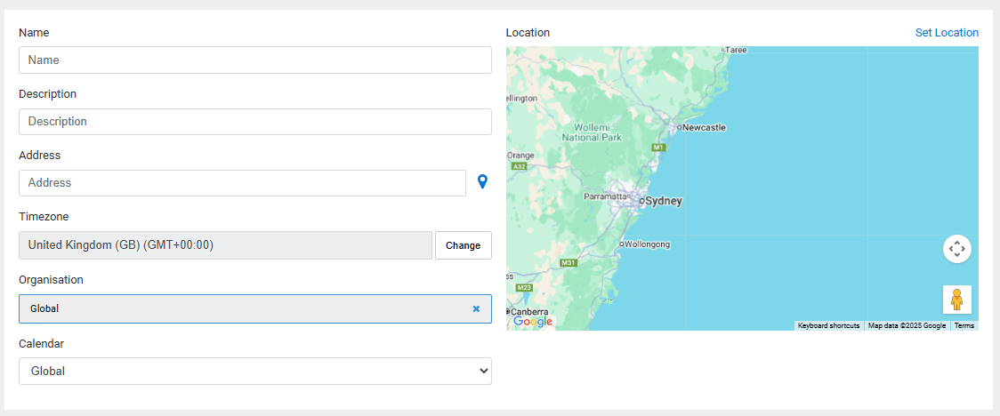 Name
Name
Description
Description
Address
Address
Timezone
United Kingdom (GB) (GMT+00:00)
Change
Organisation
Global
Calendar
Global
Location
Set Location
Taree
ellington
Wollemi
National Park
Newcastle
M1
Orange
A32
Parramatta
Sydney
Wollongong
M31
ss
M23
Canberra
Google
Keyboard shortcuts
Map data ©2025 Google
Terms